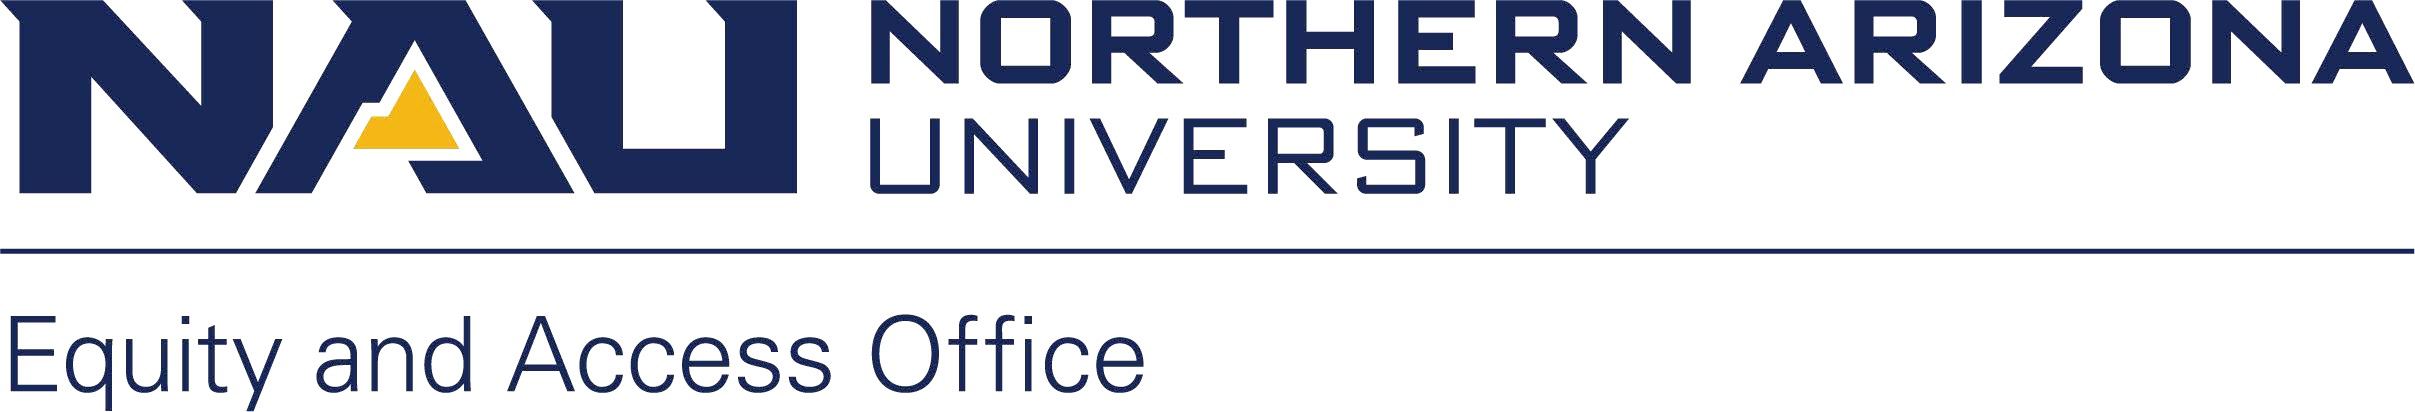 NAU NORTHERN ARIZONA
UNIVERSITY
Equity and Access Office